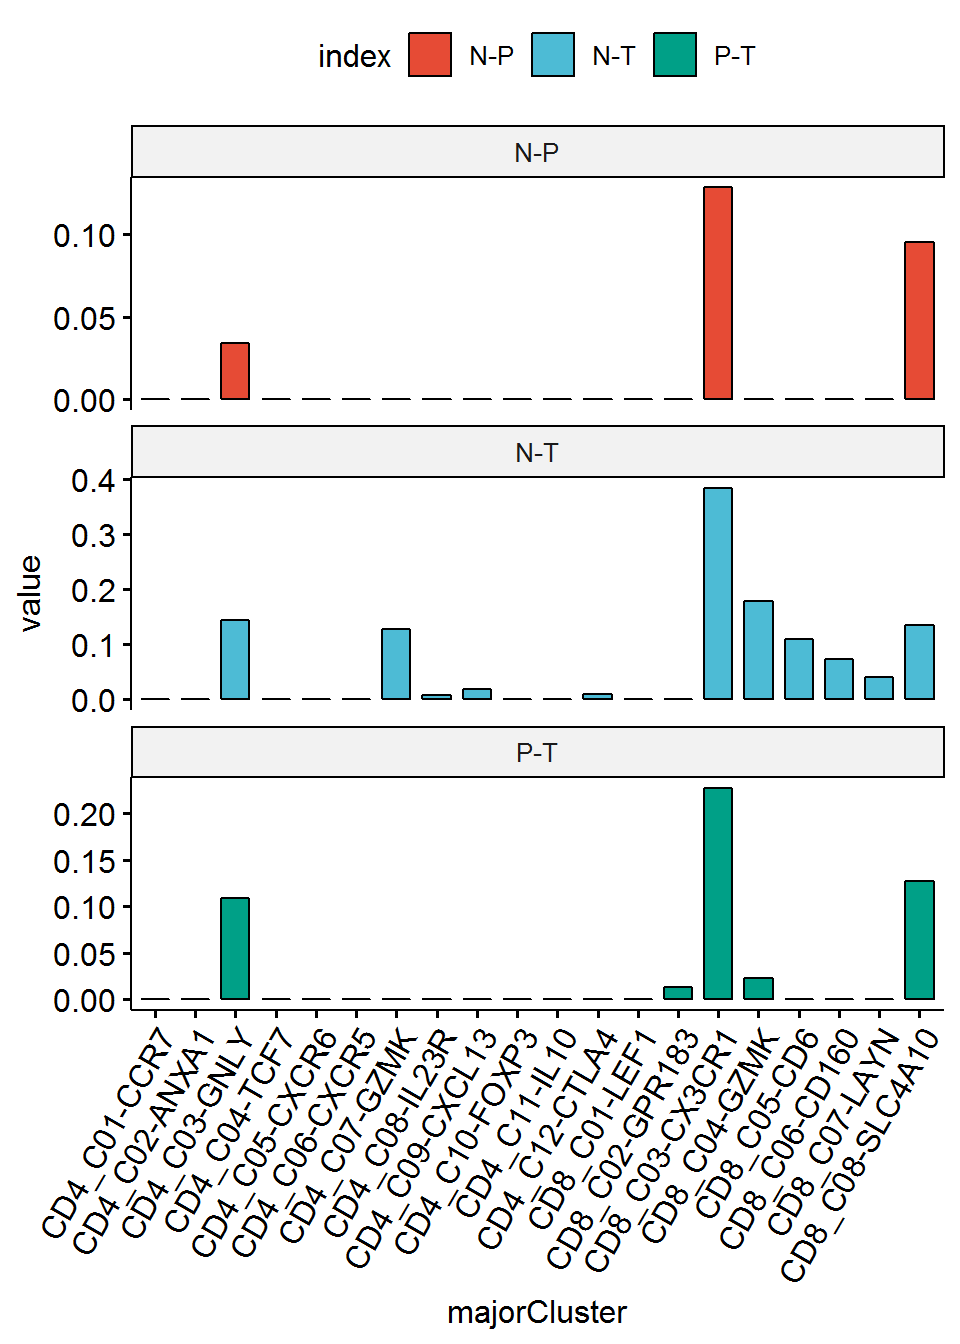 index N-P N-T P-T
N-P
0.10
0.05
0.00
N-T
0.4
0.3
0.2
0.1
0.0
value
P-T
0.20
0.15
0.10
0.05
0.00
CD4_C01-CCR7
CD4_C02-ANXA1
CD4_C03-GNLY
CD4_C04-TCF7
CD4_C05-CXCR6
CD4_C06-CXCR5
CD4_C07-GZMK
CD4_C08-IL23R
CD4_C09-CXCL13
CD4_C10-FOXP3
CD4_C11-IL10
CD4_C12-CTLA4
CD8_C01-LEF1
CD8_C02-GPR183
CD8_C03-CX3CR1
CD8_C04-GZMK
CD8_C05-CD6
CD8_C06-CD160
CD8_C07-LAYN
CD8_C08-SLC4A10
majorCluster